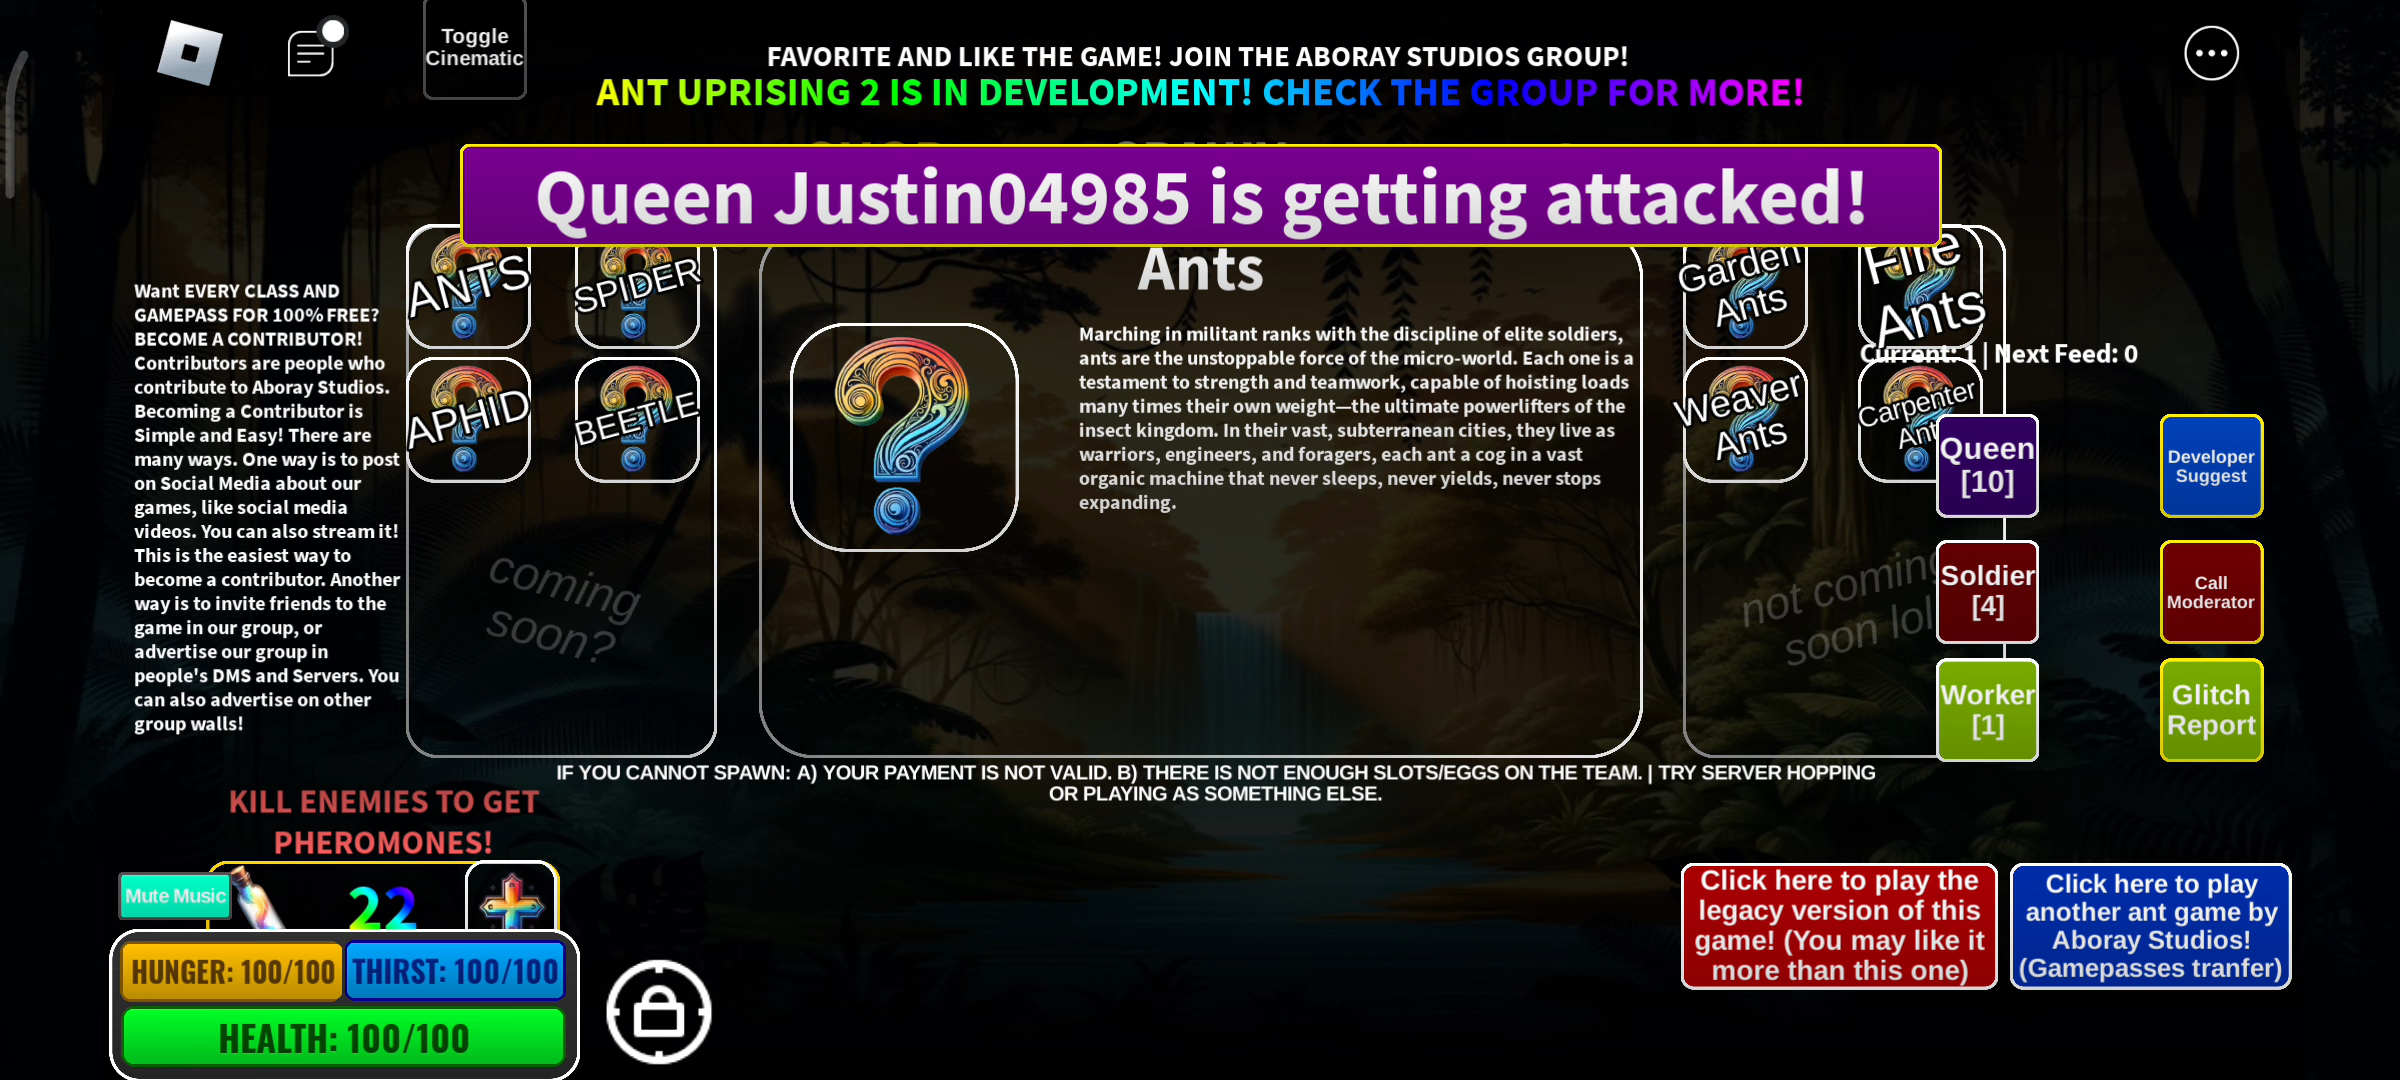 Toggle
Cinematic
FAVORITE AND LIKE THE GAME! JOIN THE ABORAY STUDIOS GROUP!
ANT UPRISING 2 IS IN DEVELOPMENT! CHECK THE GROUP FOR MORE!
Queen Justin04985 is getting attacked!
Want EVERY CLASS AND
GAMEPASS FOR 100% FREE?
BECOME A CONTRIBUTOR!
Contributors are people who
contribute to Aboray Studios.
Becoming a Contributor is
Simple and Easy! There are
many ways. One way is to post
on Social Media about our
games, like social media
videos. You can also stream it!
This is the easiest way to
become a contributor. Another
way is to invite friends to the
game in our group, or
advertise our group in
people's DMS and Servers. You
can also advertise on other
group walls!
ANTS
SPIDER
APHID
BEETLE
coming
soon?
Ants
Marching in militant ranks with the discipline of elite soldiers,
ants are the unstoppable force of the micro-world. Each one is a
testament to strength and teamwork, capable of hoisting loads
many times their own weight—the ultimate powerlifters of the
insect kingdom. In their vast, subterranean cities, they live as
warriors, engineers, and foragers, each ant a cog in a vast
organic machine that never sleeps, never yields, never stops
expanding.
Garden
Ants
Fire
Ants
Weaver
Ants
Carpenter
Ant
not coming
soon lol
Current: 1 | Next Feed: 0
Queen
[10]
Developer
Suggest
Soldier
[4]
Call
Moderator
Worker
[1]
Glitch
Report
IF YOU CANNOT SPAWN: A) YOUR PAYMENT IS NOT VALID. B) THERE IS NOT ENOUGH SLOTS/EGGS ON THE TEAM. | TRY SERVER HOPPING
OR PLAYING AS SOMETHING ELSE.
KILL ENEMIES TO GET
PHEROMONES!
Mute Music
22
HUNGER: 100/100
THIRST: 100/100
HEALTH: 100/100
Click here to play the
legacy version of this
game! (You may like it
more than this one)
Click here to play
another ant game by
Aboray Studios!
(Gamepasses tranfer)